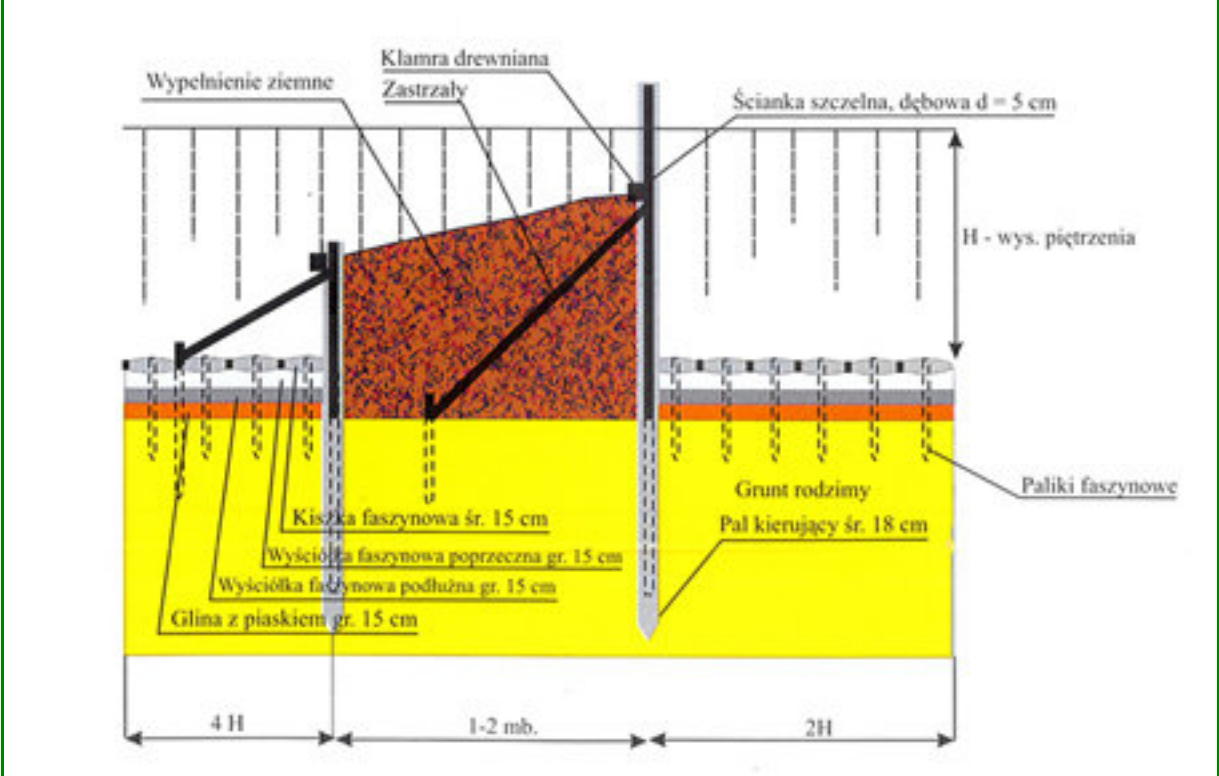 Klamra drewniana
Wypełnienie ziemne
Zastrzały
Ścianka szczelna, dębowa d = 5 cm
H - wys. piętrzenia
Paliki faszynowe
Grunt rodzimy
Kiszka faszynowa śr. 15 cm
Pal kierujący śr. 18 cm
Wyściółka faszynowa poprzeczna gr. 15 cm
Wyściółka faszynowa podłużna gr. 15 cm
Glina z piaskiem gr. 15 cm
4 H
1-2 mb.
2H